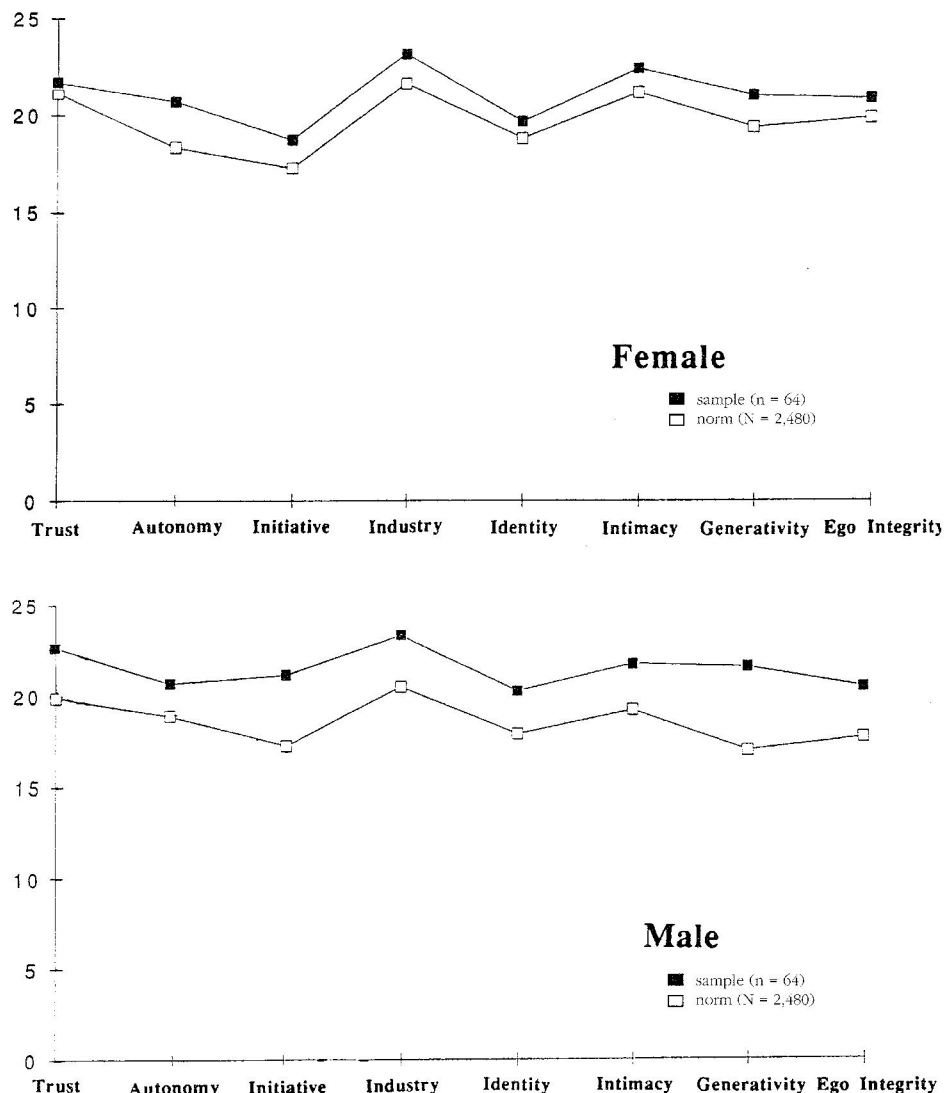 25
20
15
10
5
0
Female
■ sample (n = 64)
□ norm (N = 2,480)
Trust Autonomy Initiative Industry Identity Intimacy Generativity Ego Integrity
25
20
15
10
5
0
Male
■ sample (n = 64)
□ norm (N = 2,480)
Trust Autonomy Initiative Industry Identity Intimacy Generativity Ego Integrity